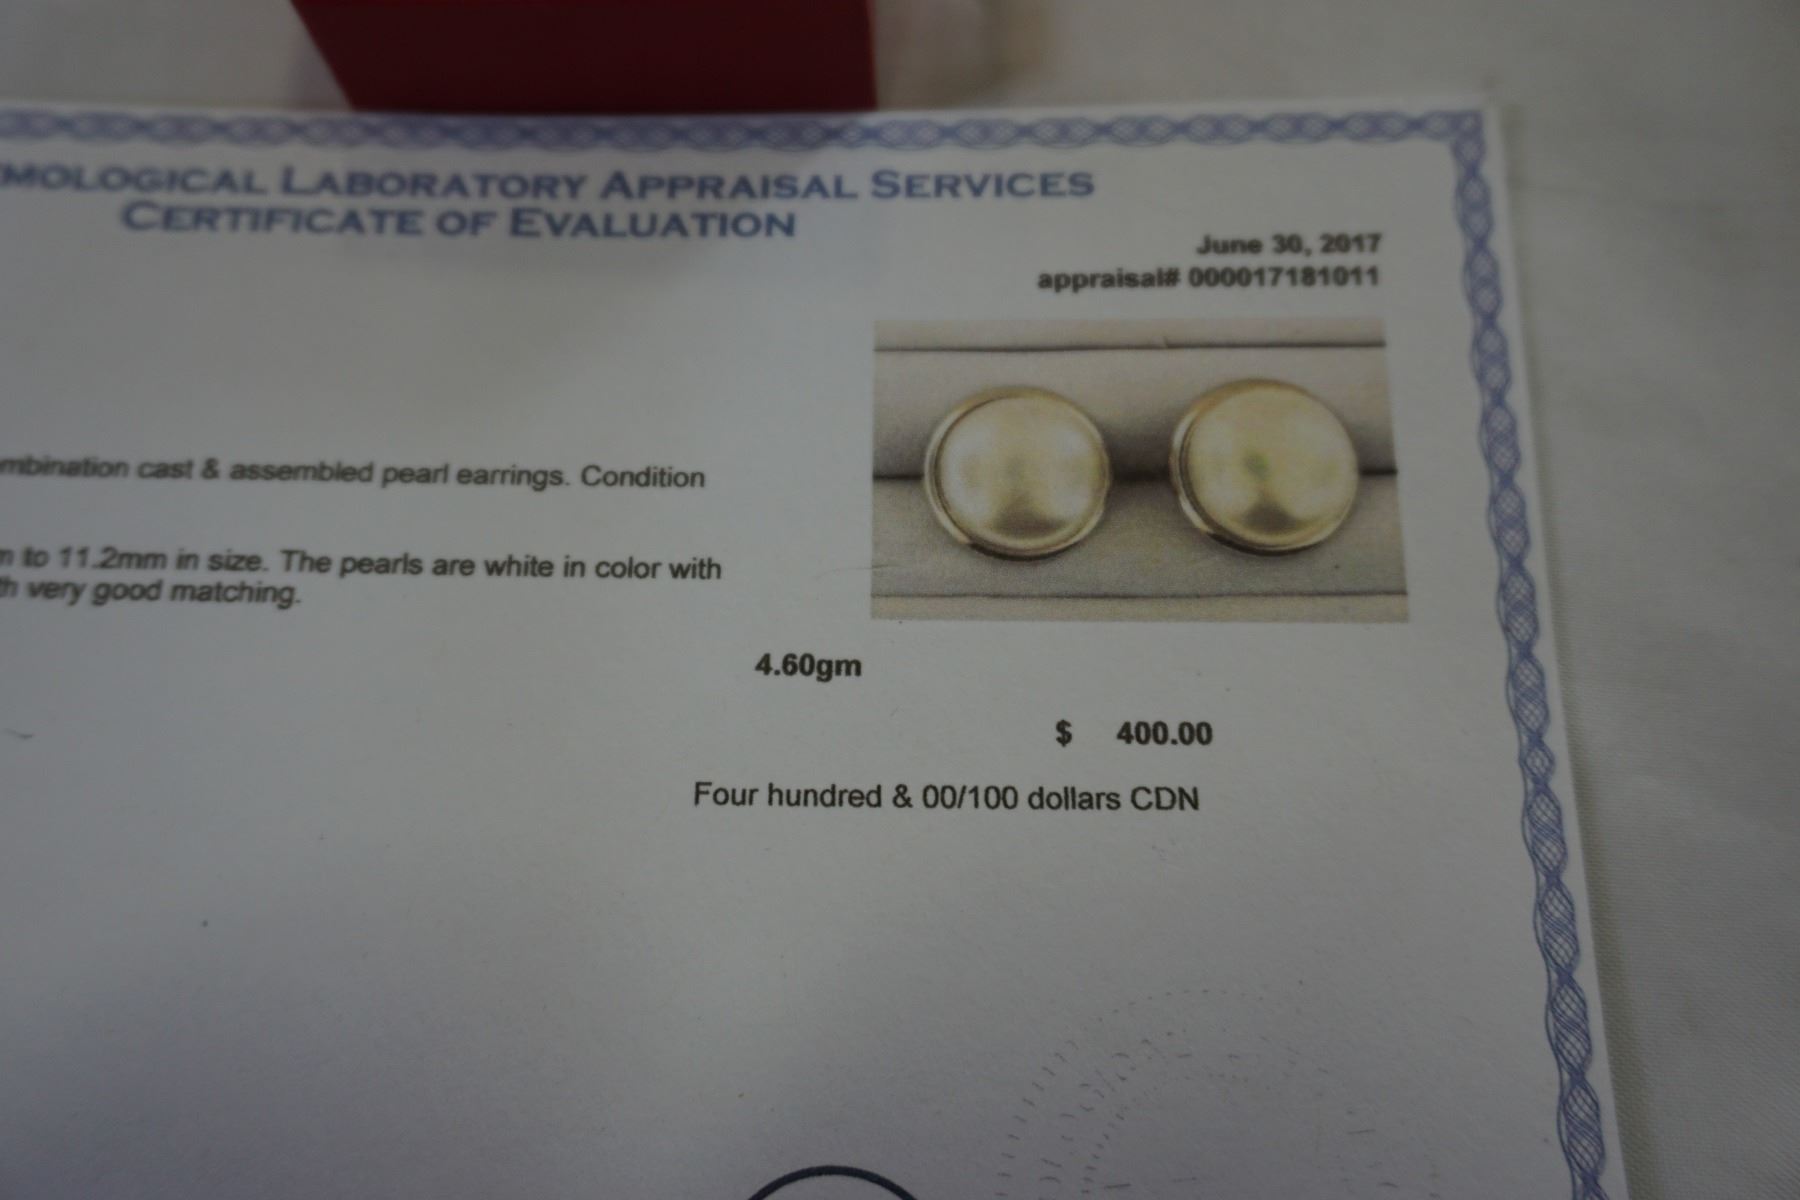 EMOLOGICAL LABORATORY APPRAISAL SERVICES
CERTIFICATE OF EVALUATION
June 30, 2017
appraisal# 000017181011
mbination cast & assembled pearl earrings. Condition
m to 11.2mm in size. The pearls are white in color with
th very good matching.
4.60gm
$ 400.00
Four hundred & 00/100 dollars CDN